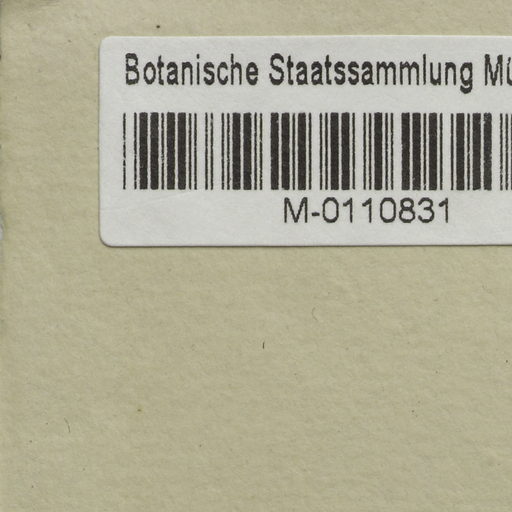 Botanische Staatssammlung Mü
M-0110831